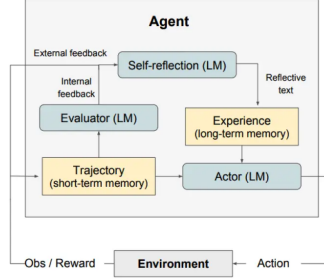 Agent
External feedback
Self-reflection (LM)
Internal
feedback
Reflective
text
Evaluator (LM)
Experience
(long-term memory)
Trajectory
(short-term memory)
Actor (LM)
Obs / Reward
Environment
Action